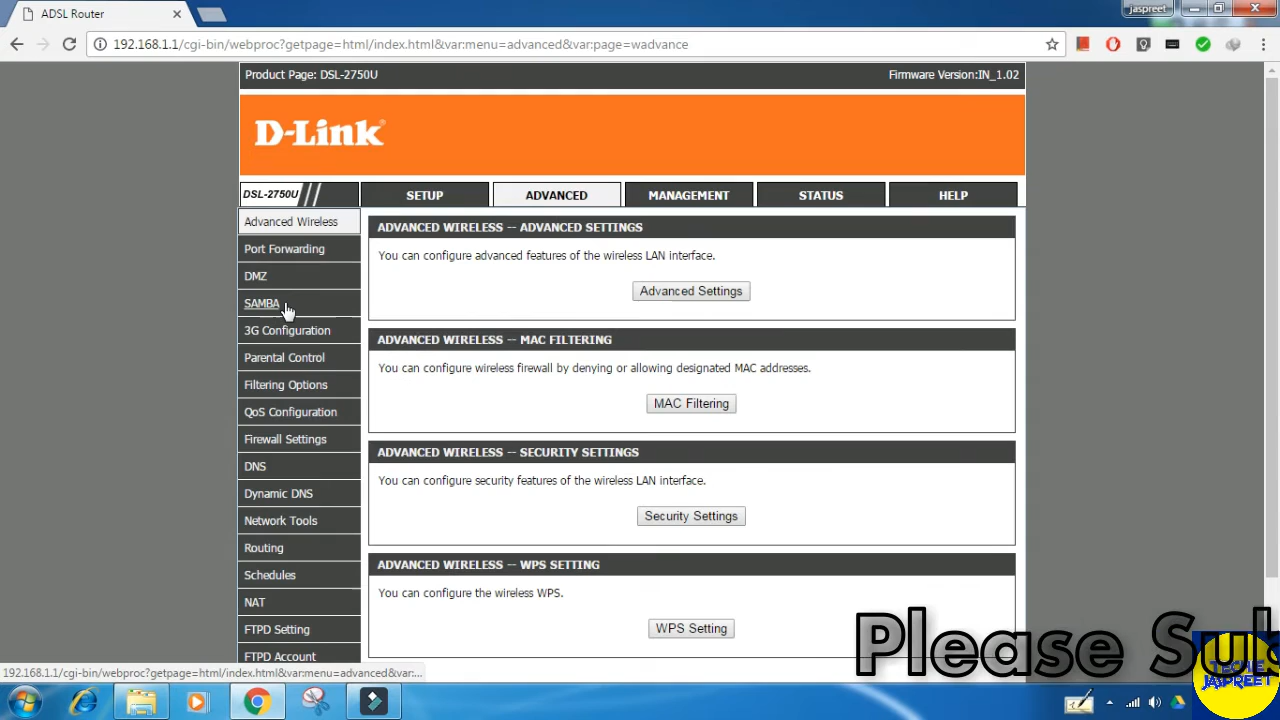 ADSL Router
jaspreet
192.168.1.1/cgi-bin/webproc?getpage=html/index.html&var:menu=advanced&var:page=wadvance
Product Page: DSL-2750U
Firmware Version:IN_1.02
D-Link
DSL-2750U
SETUP
ADVANCED
MANAGEMENT
STATUS
HELP
Advanced Wireless
Port Forwarding
DMZ
SAMBA
3G Configuration
Parental Control
Filtering Options
QoS Configuration
Firewall Settings
DNS
Dynamic DNS
Network Tools
Routing
Schedules
NAT
FTPD Setting
FTPD Account
ADVANCED WIRELESS -- ADVANCED SETTINGS
You can configure advanced features of the wireless LAN interface.
Advanced Settings
ADVANCED WIRELESS -- MAC FILTERING
You can configure wireless firewall by denying or allowing designated MAC addresses.
MAC Filtering
ADVANCED WIRELESS -- SECURITY SETTINGS
You can configure security features of the wireless LAN interface.
Security Settings
ADVANCED WIRELESS -- WPS SETTING
You can configure the wireless WPS.
WPS Setting
Please Sub
192.168.1.1/cgi-bin/webproc?getpage=html/index.html&var:menu=advanced&var:...
TECHIE
JASPREET